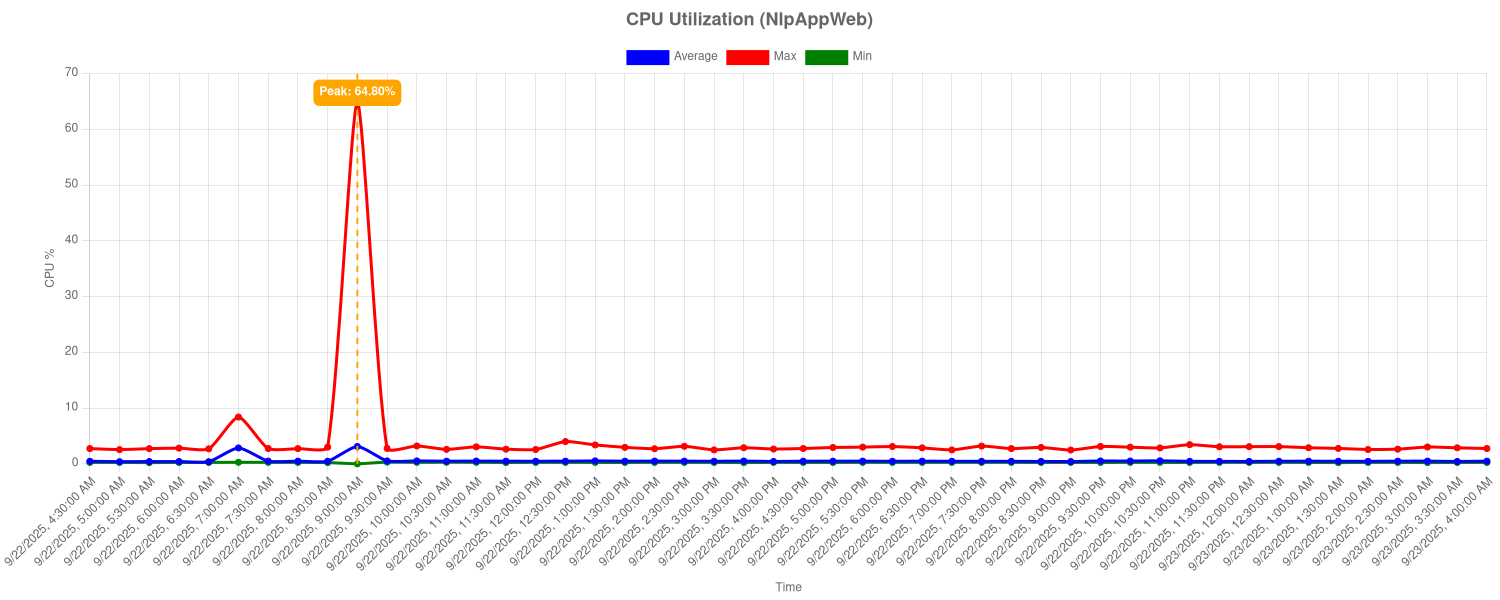 CPU Utilization (NlpAppWeb)
Average Max Min
70
Peak: 64.80%
60
50
40
30
20
10
0
CPU %
9/22/2025, 4:30:00 AM
9/22/2025, 5:00:00 AM
9/22/2025, 5:30:00 AM
9/22/2025, 6:00:00 AM
9/22/2025, 6:30:00 AM
9/22/2025, 7:00:00 AM
9/22/2025, 7:30:00 AM
9/22/2025, 8:00:00 AM
9/22/2025, 8:30:00 AM
9/22/2025, 9:00:00 AM
9/22/2025, 9:30:00 AM
9/22/2025, 10:00:00 AM
9/22/2025, 10:30:00 AM
9/22/2025, 11:00:00 AM
9/22/2025, 11:30:00 AM
9/22/2025, 12:00:00 PM
9/22/2025, 12:30:00 PM
9/22/2025, 1:00:00 PM
9/22/2025, 1:30:00 PM
9/22/2025, 2:00:00 PM
9/22/2025, 2:30:00 PM
9/22/2025, 3:00:00 PM
9/22/2025, 3:30:00 PM
9/22/2025, 4:00:00 PM
9/22/2025, 4:30:00 PM
9/22/2025, 5:00:00 PM
9/22/2025, 5:30:00 PM
9/22/2025, 6:00:00 PM
9/22/2025, 6:30:00 PM
9/22/2025, 7:00:00 PM
9/22/2025, 7:30:00 PM
9/22/2025, 8:00:00 PM
9/22/2025, 8:30:00 PM
9/22/2025, 9:00:00 PM
9/22/2025, 9:30:00 PM
9/22/2025, 10:00:00 PM
9/22/2025, 10:30:00 PM
9/22/2025, 11:00:00 PM
9/22/2025, 11:30:00 PM
9/23/2025, 12:00:00 AM
9/23/2025, 12:30:00 AM
9/23/2025, 1:00:00 AM
9/23/2025, 1:30:00 AM
9/23/2025, 2:00:00 AM
9/23/2025, 2:30:00 AM
9/23/2025, 3:00:00 AM
9/23/2025, 3:30:00 AM
9/23/2025, 4:00:00 AM
Time